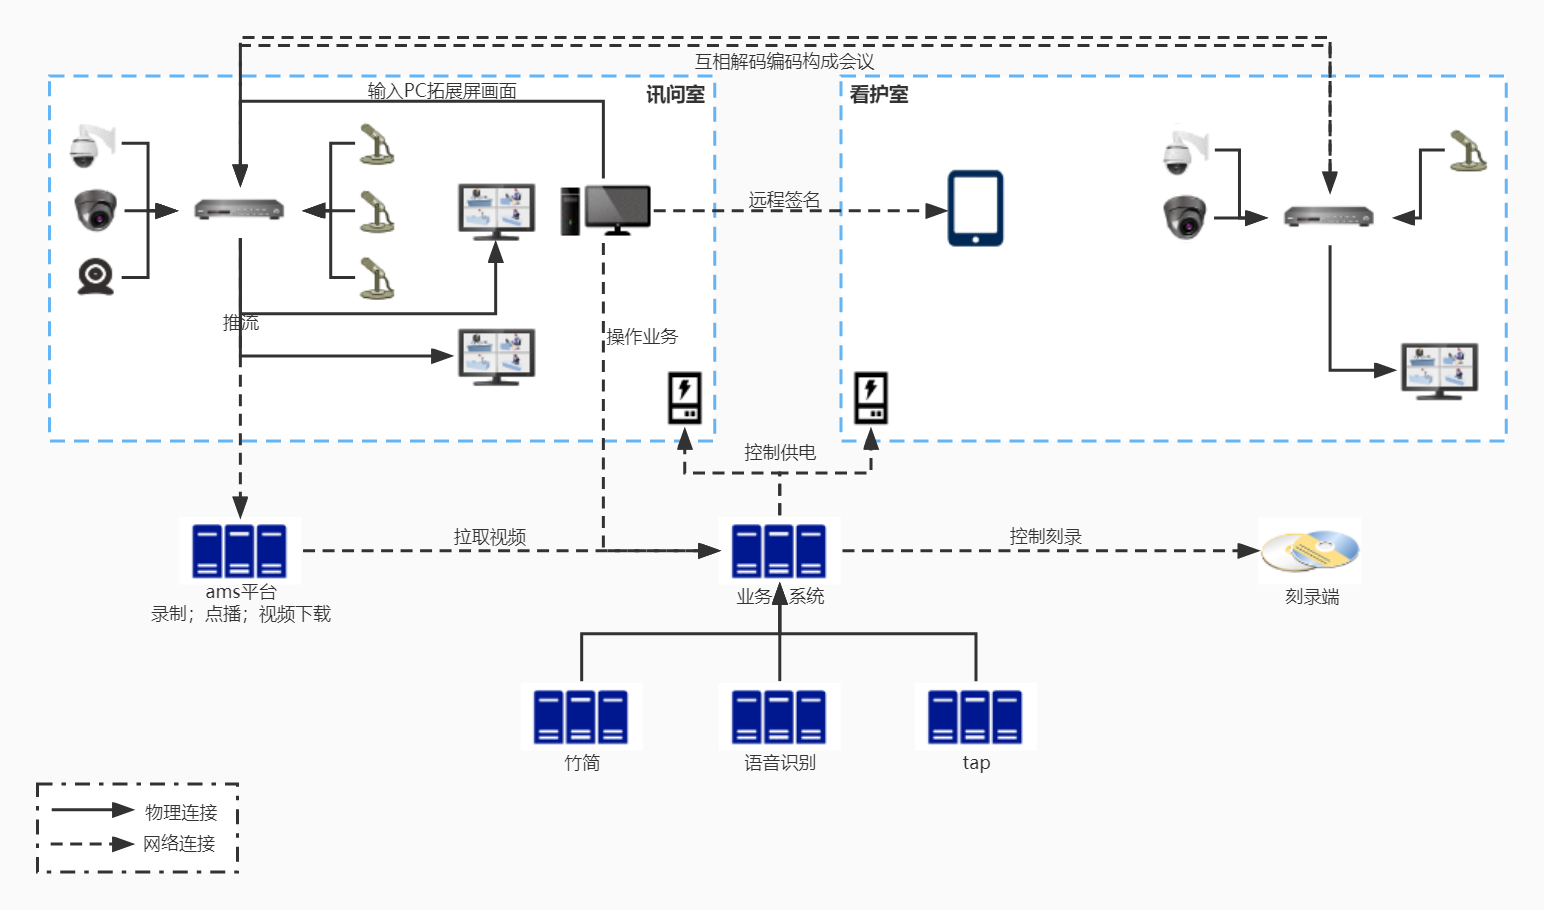 互相解码编码构成会议
输入PC拓展屏画面
讯问室
看护室
远程签名
推流
操作业务
控制供电
拉取视频
控制刻录
ams平台
录制；点播；视频下载
业务 系统
刻录端
竹简
语音识别
tap
物理连接
网络连接